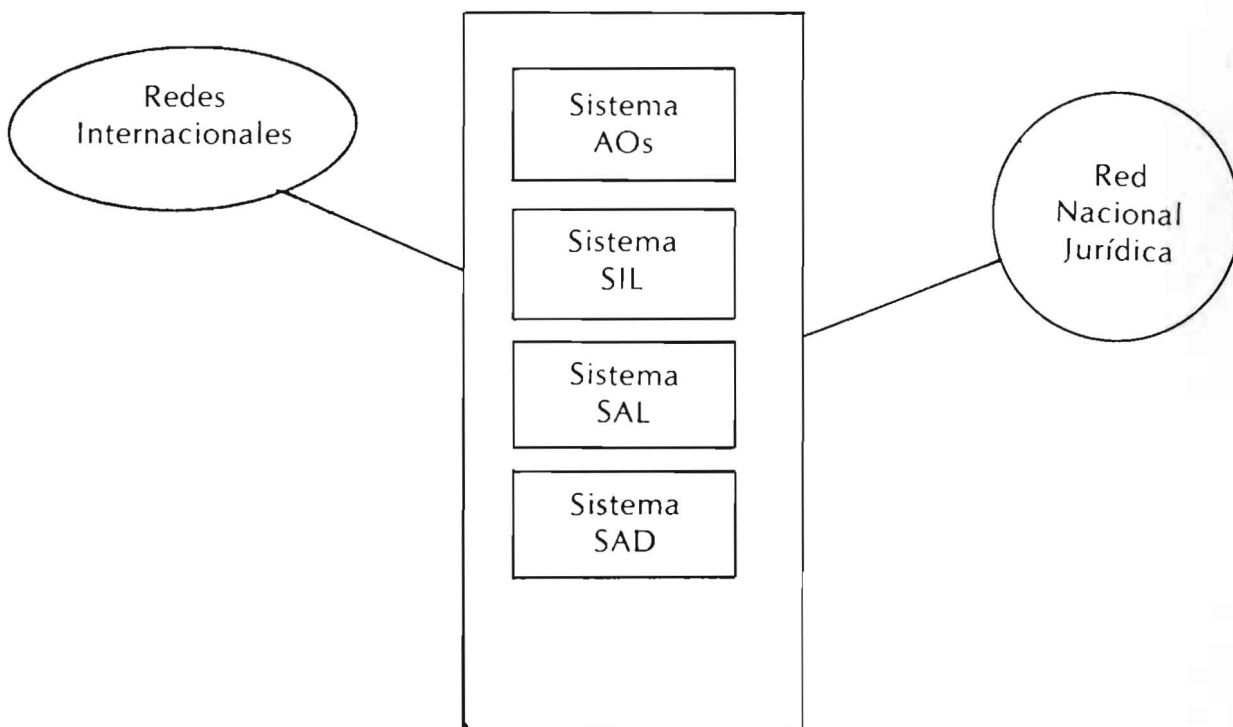 Redes
Internacionales
Sistema
AOs
Sistema
SIL
Sistema
SAL
Sistema
SAD
Red
Nacional
Jurídica